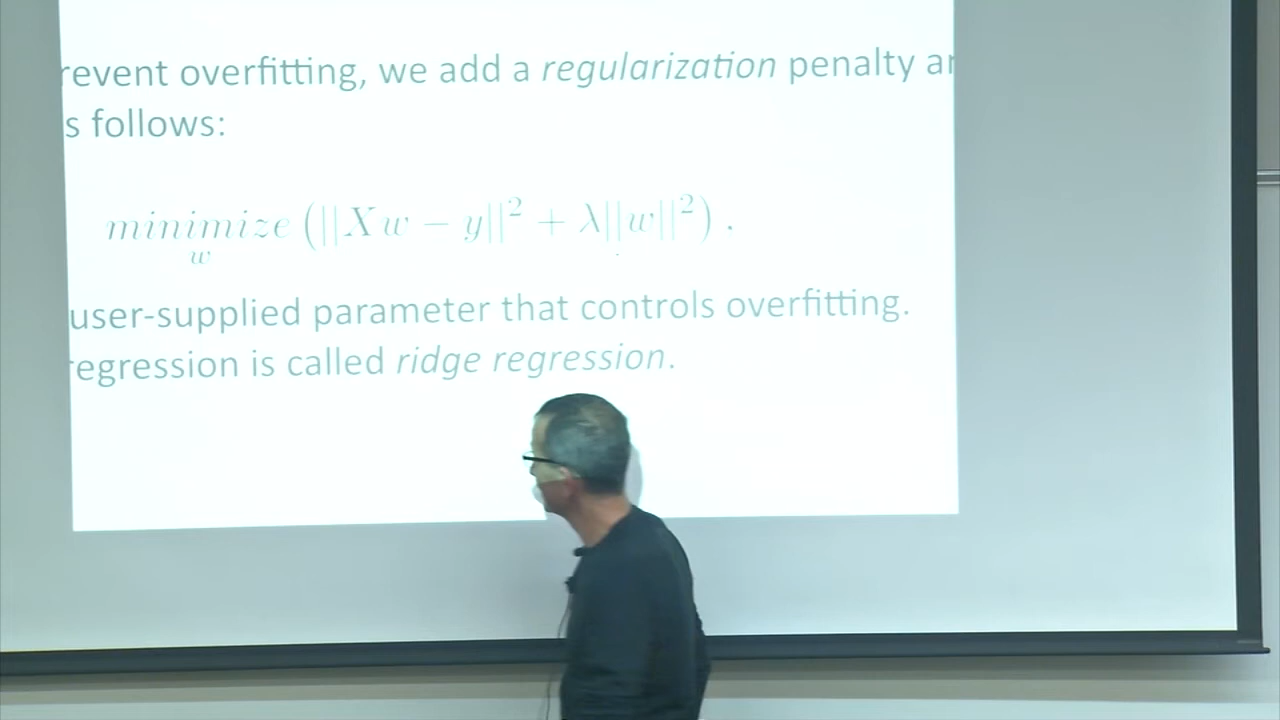 revent overfitting, we add a regularization penalty ar
s follows:
minimize (||Xw − y||² + λ||w||²) .
w
user-supplied parameter that controls overfitting.
regression is called ridge regression.